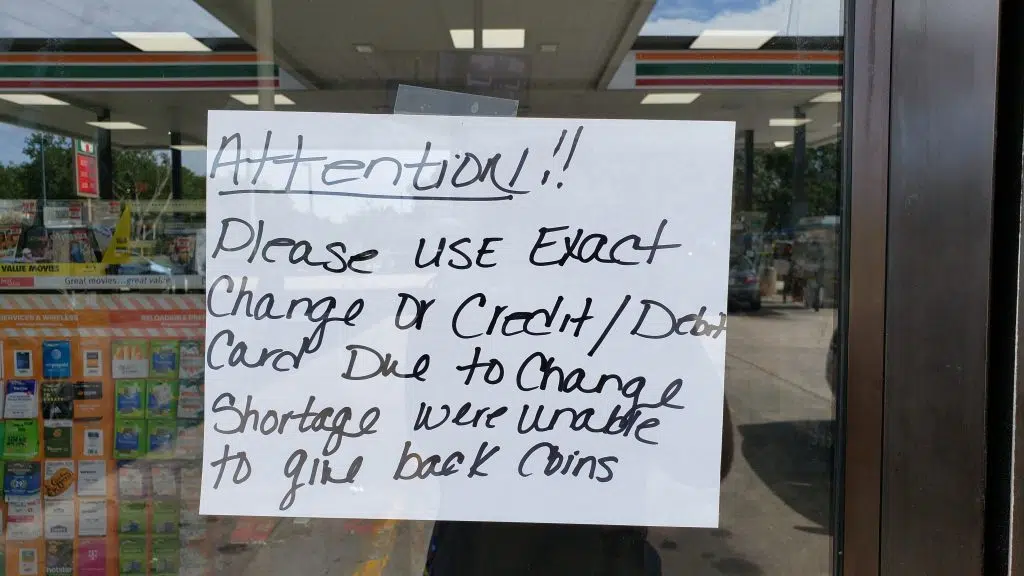 Attention!!!
Please USE Exact
Change Or Credit/Debit
Card Due to Change
Shortage were unable
to give back Coins
VALUE MOVIES
Great movies...great value
SERVICES & WIRELESS
RELOADABLE PRE